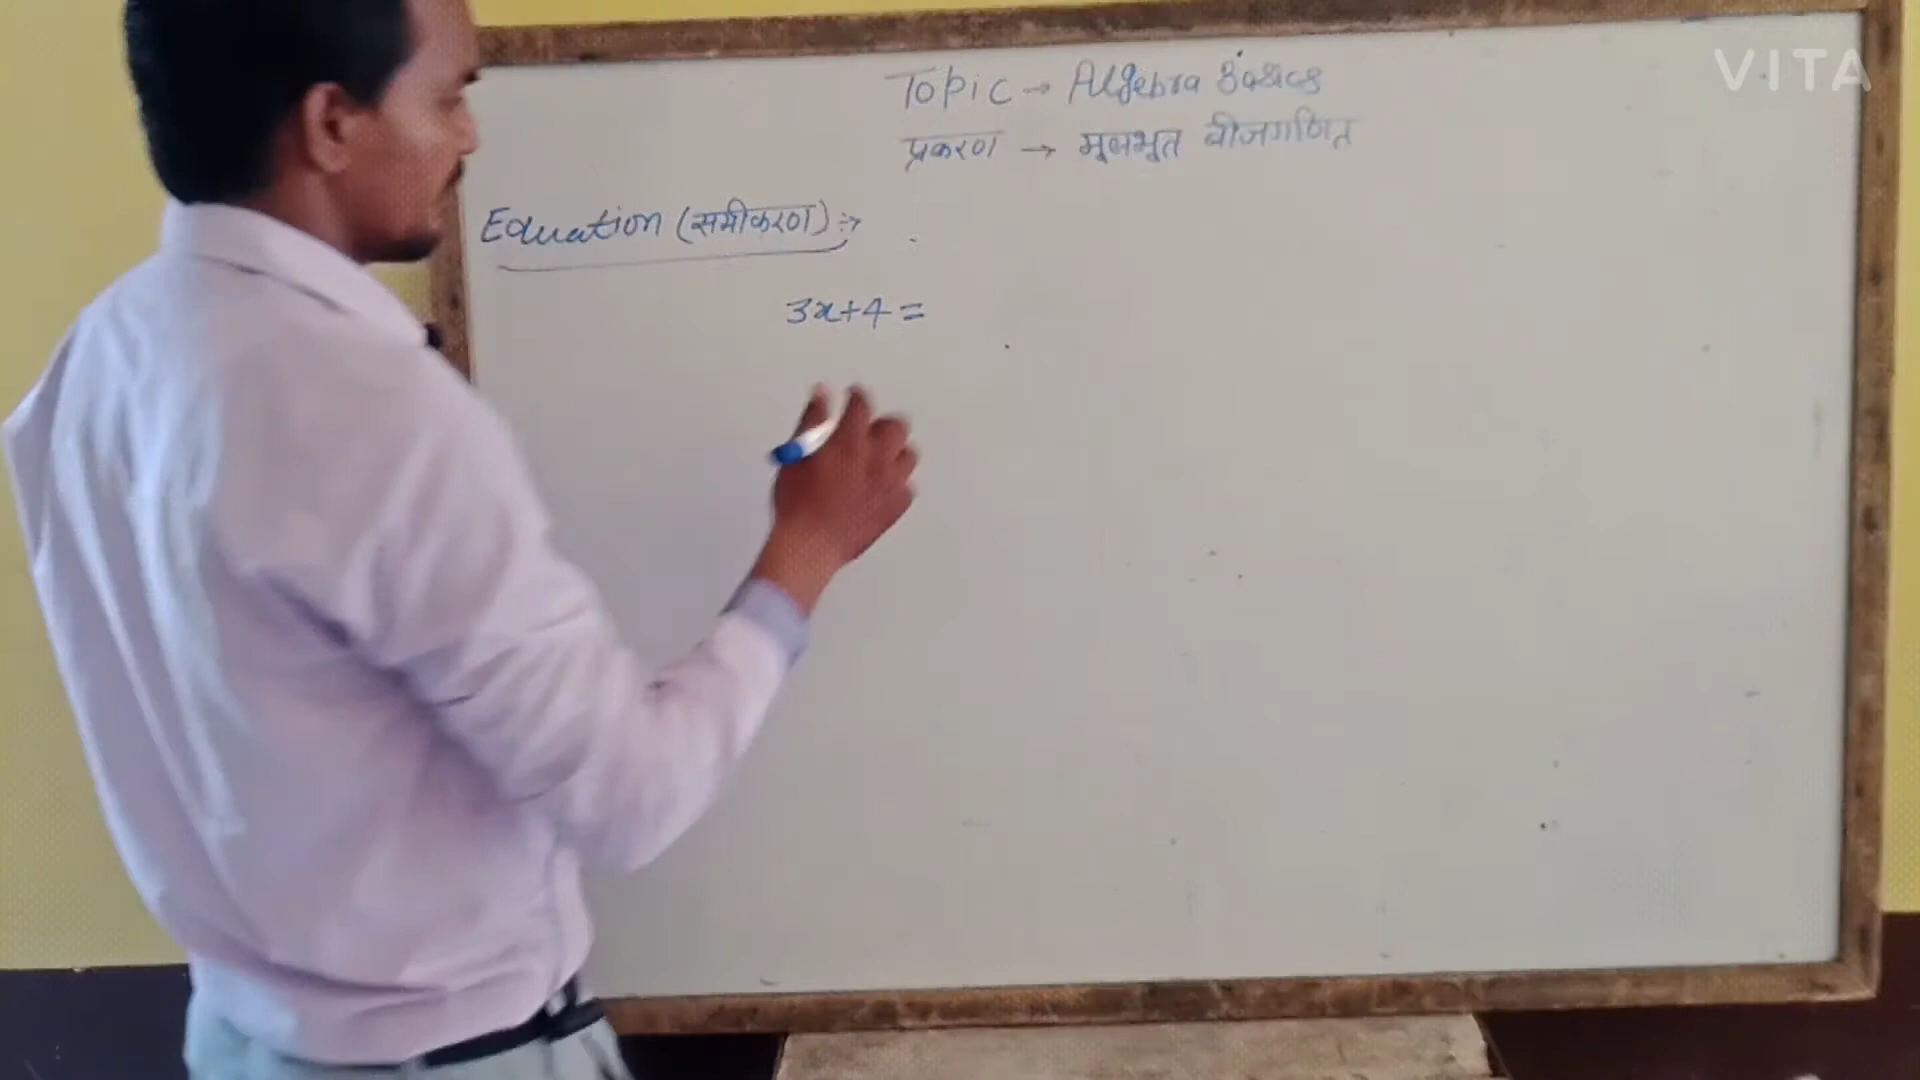 Topic → Algebra Basics
प्रकरण → मूलभूत बीजगणित
Equation (समीकरण) :→
3x+4 =
VITA